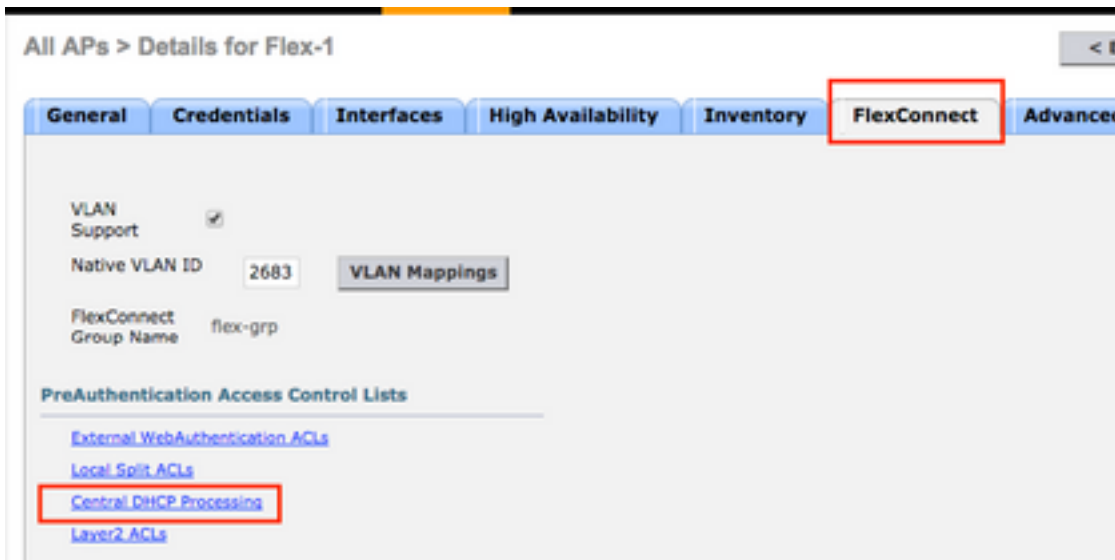 All APs > Details for Flex-1
<
General Credentials Interfaces High Availability Inventory FlexConnect Advanced
VLAN
Support
Native VLAN ID 2683 VLAN Mappings
FlexConnect
Group Name flex-grp
PreAuthentication Access Control Lists
External WebAuthentication ACLs
Local Split ACLs
Central DHCP Processing
Layer2 ACLs